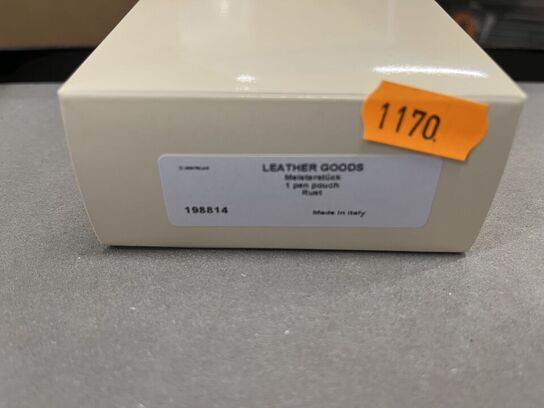 1170.
LEATHER GOODS
Meisterstück
1 pen pouch
Rust
198814
Made in Italy